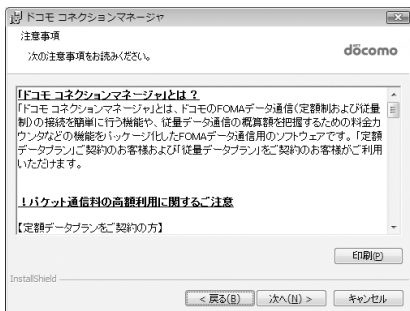 ドコモ コネクションマネージャ
注意事項
次の注意事項をお読みください。
döcomo
「ドコモ コネクションマネージャ」とは？
「ドコモ コネクションマネージャ」とは、ドコモのFOMAデータ通信（定額制および従量
制）の接続を簡単に行う機能や、従量データ通信の概算額を把握するための料金カ
ウンタなどの機能をパッケージ化したFOMAデータ通信用のソフトウェアです。「定額
データプラン」ご契約のお客様および「従量データプラン」をご契約のお客様がご利用
いただけます。
！パケット通信料の高額利用に関するご注意
【定額データプランをご契約の方】
印刷(P)
InstallShield
< 戻る(B)
次へ(N) >
キャンセル